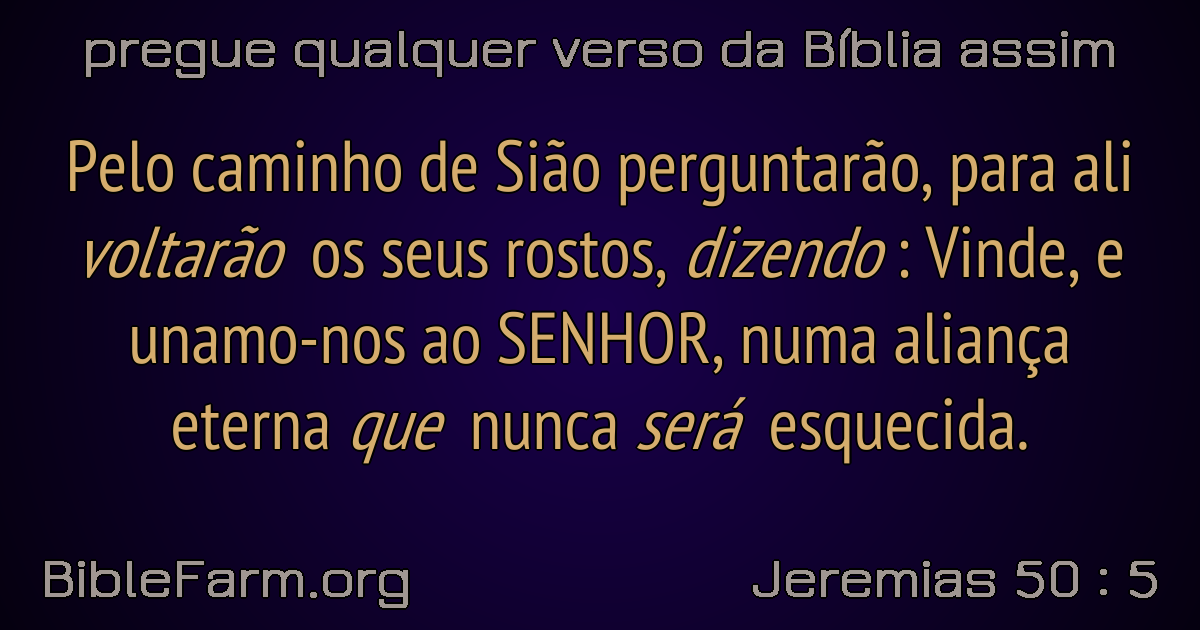 pregue qualquer verso da Bíblia assim
Pelo caminho de Sião perguntarão, para ali
voltarão os seus rostos, dizendo : Vinde, e
unamo-nos ao SENHOR, numa aliança
eterna que nunca será esquecida.
BibleFarm.org
Jeremias 50 : 5